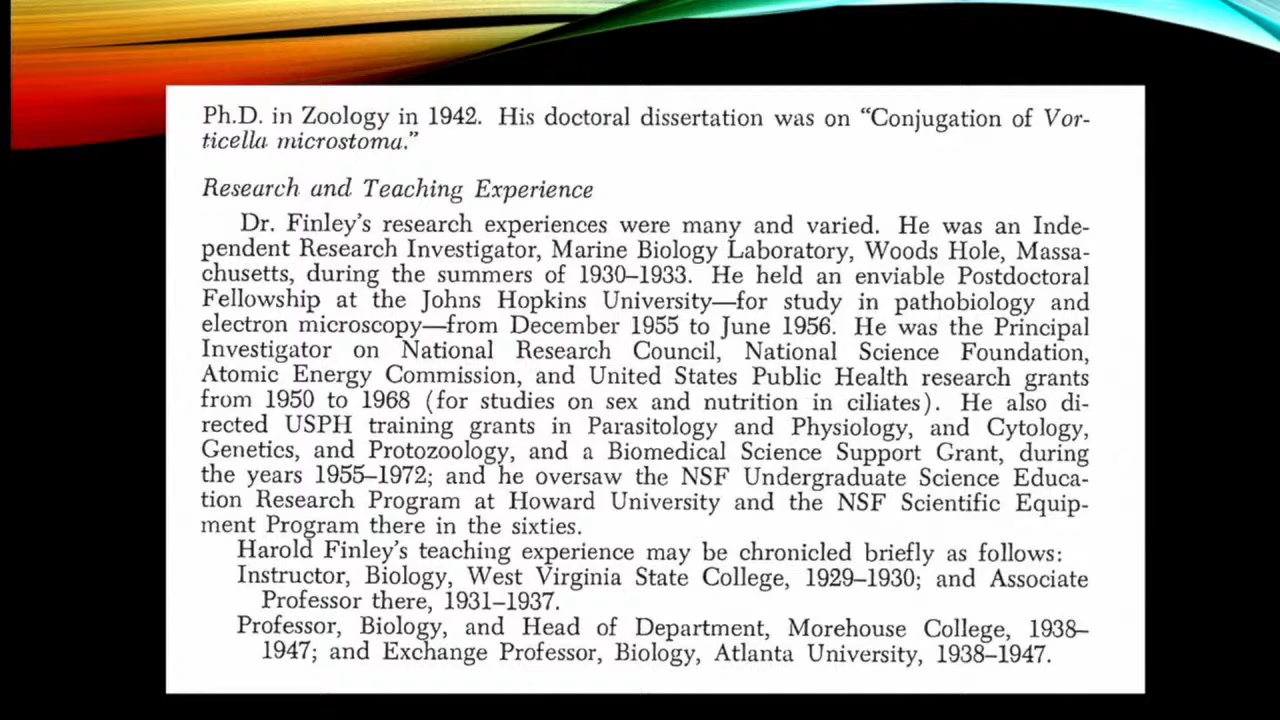 Ph.D. in Zoology in 1942. His doctoral dissertation was on “Conjugation of Vor-
ticella microstoma.”
Research and Teaching Experience
Dr. Finley’s research experiences were many and varied. He was an Inde-
pendent Research Investigator, Marine Biology Laboratory, Woods Hole, Massa-
chusetts, during the summers of 1930–1933. He held an enviable Postdoctoral
Fellowship at the Johns Hopkins University—for study in pathobiology and
electron microscopy—from December 1955 to June 1956. He was the Principal
Investigator on National Research Council, National Science Foundation,
Atomic Energy Commission, and United States Public Health research grants
from 1950 to 1968 (for studies on sex and nutrition in ciliates). He also di-
rected USPH training grants in Parasitology and Physiology, and Cytology,
Genetics, and Protozoology, and a Biomedical Science Support Grant, during
the years 1955–1972; and he oversaw the NSF Undergraduate Science Educa-
tion Research Program at Howard University and the NSF Scientific Equip-
ment Program there in the sixties.
Harold Finley’s teaching experience may be chronicled briefly as follows:
Instructor, Biology, West Virginia State College, 1929–1930; and Associate
Professor there, 1931–1937.
Professor, Biology, and Head of Department, Morehouse College, 1938–
1947; and Exchange Professor, Biology, Atlanta University, 1938–1947.